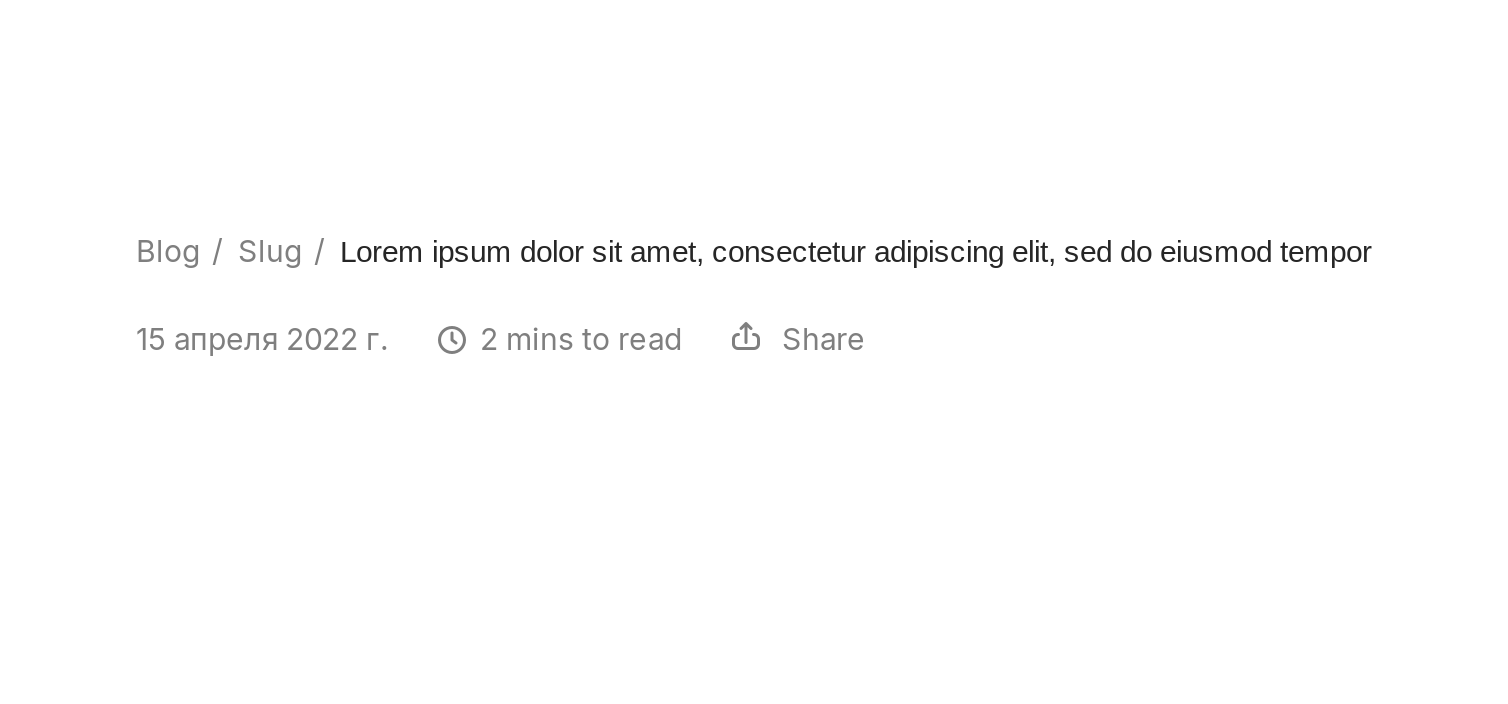 Blog / Slug / Lorem ipsum dolor sit amet, consectetur adipiscing elit, sed do eiusmod tempor
15 апреля 2022 г. 2 mins to read Share